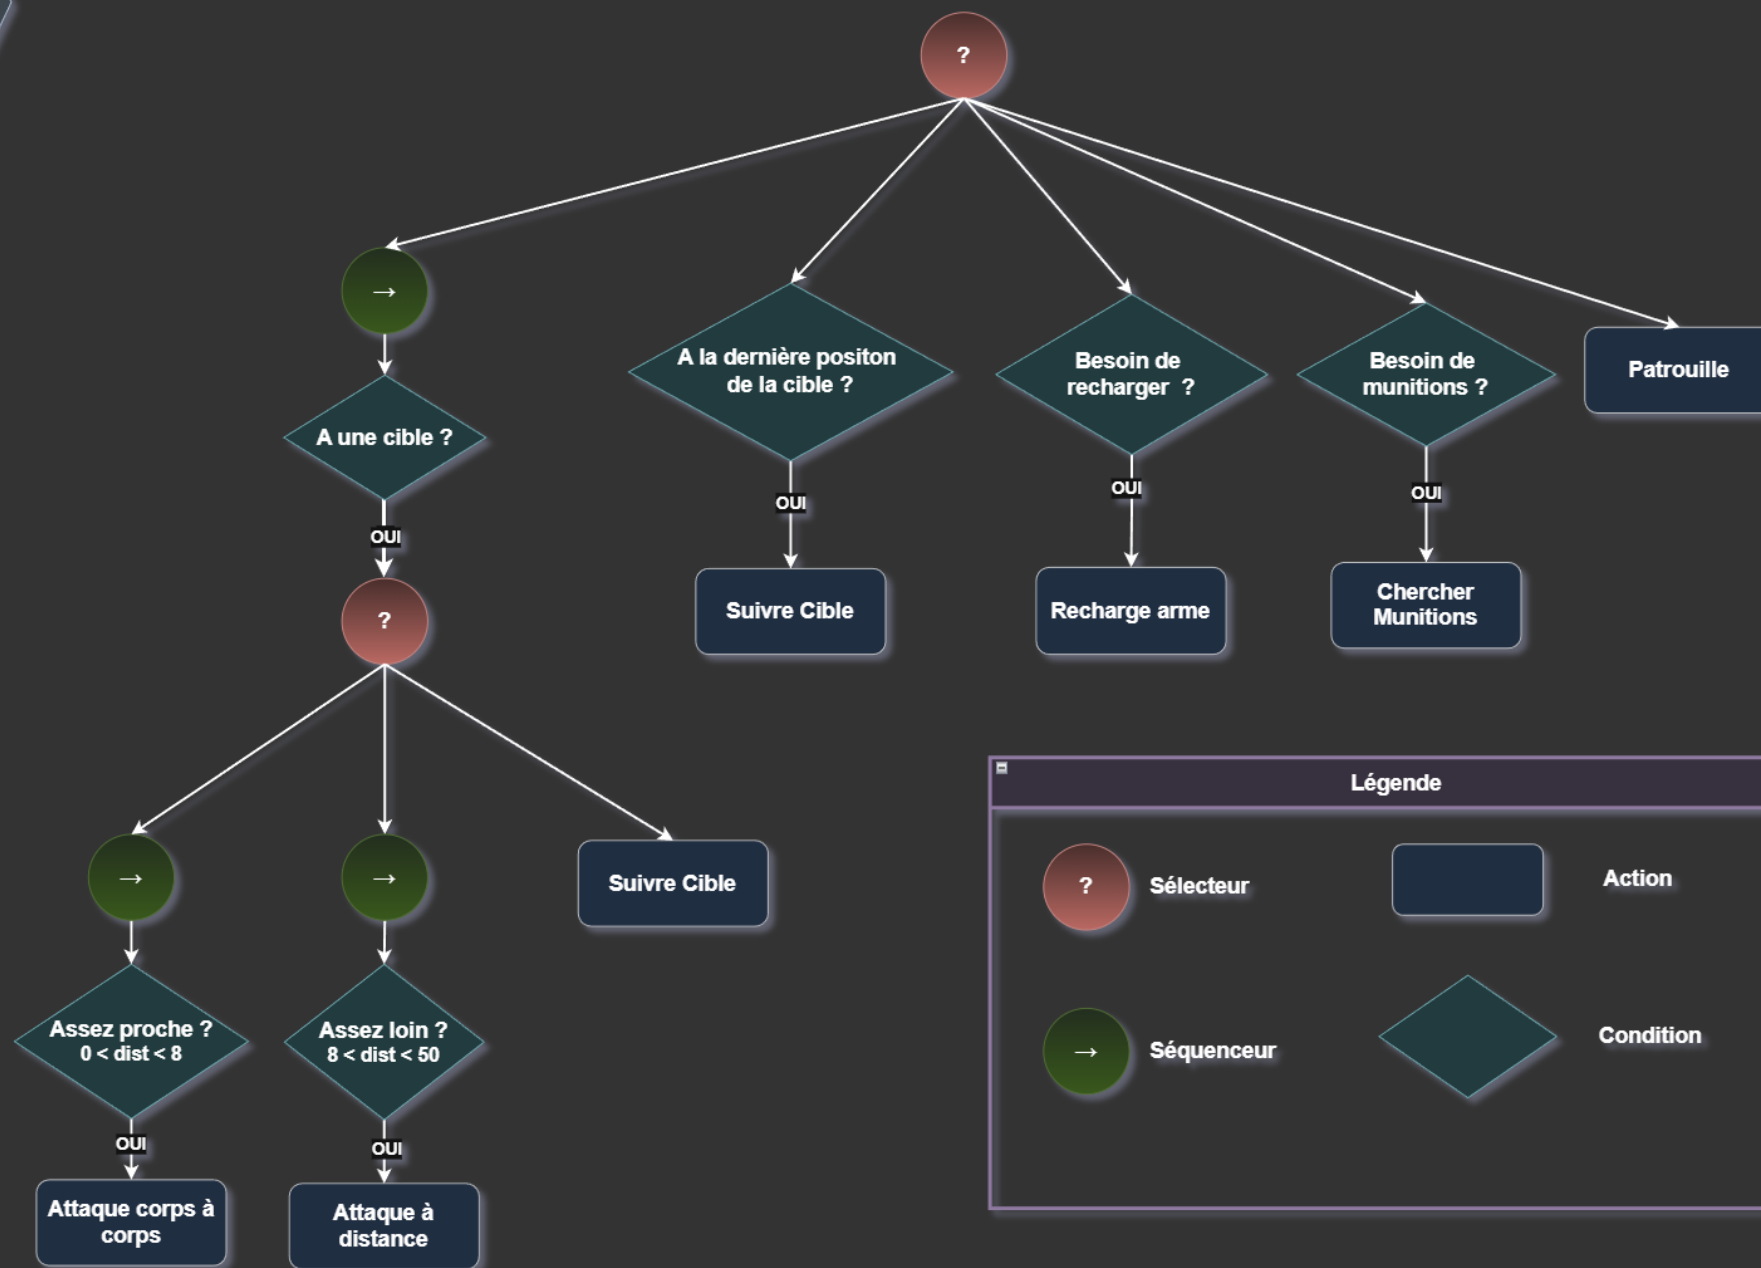 ?
→
A la dernière positon
de la cible ?
Besoin de
recharger ?
Besoin de
munitions ?
Patrouille
A une cible ?
OUI
OUI
OUI
OUI
?
Suivre Cible
Recharge arme
Chercher
Munitions
→
→
Suivre Cible
Assez proche ?
0 < dist < 8
Assez loin ?
8 < dist < 50
OUI
OUI
Attaque corps à
corps
Attaque à
distance
Légende
?
Sélecteur
Action
→
Séquenceur
Condition